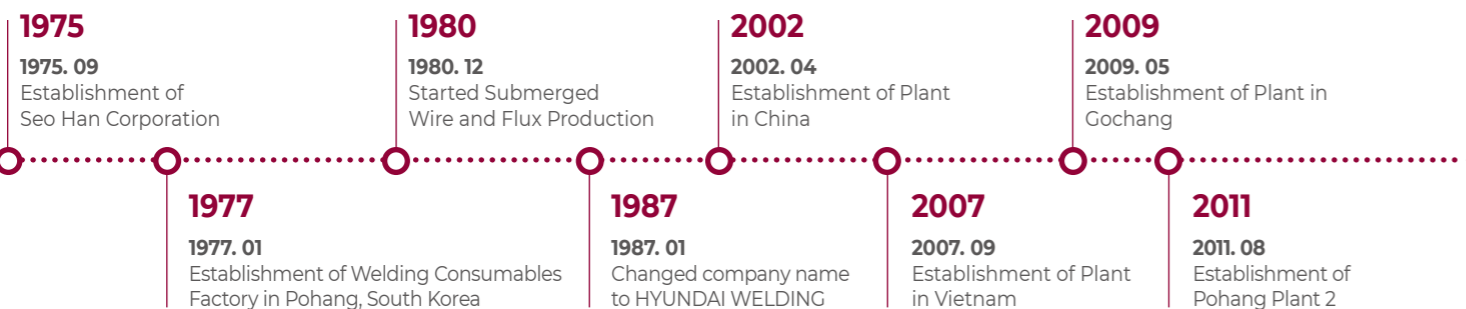 1975
1975. 09
Establishment of
Seo Han Corporation
1980
1980. 12
Started Submerged
Wire and Flux Production
2002
2002. 04
Establishment of Plant
in China
2009
2009. 05
Establishment of Plant in
Gochang
1977
1977. 01
Establishment of Welding Consumables
Factory in Pohang, South Korea
1987
1987. 01
Changed company name
to HYUNDAI WELDING
2007
2007. 09
Establishment of Plant
in Vietnam
2011
2011. 08
Establishment of
Pohang Plant 2